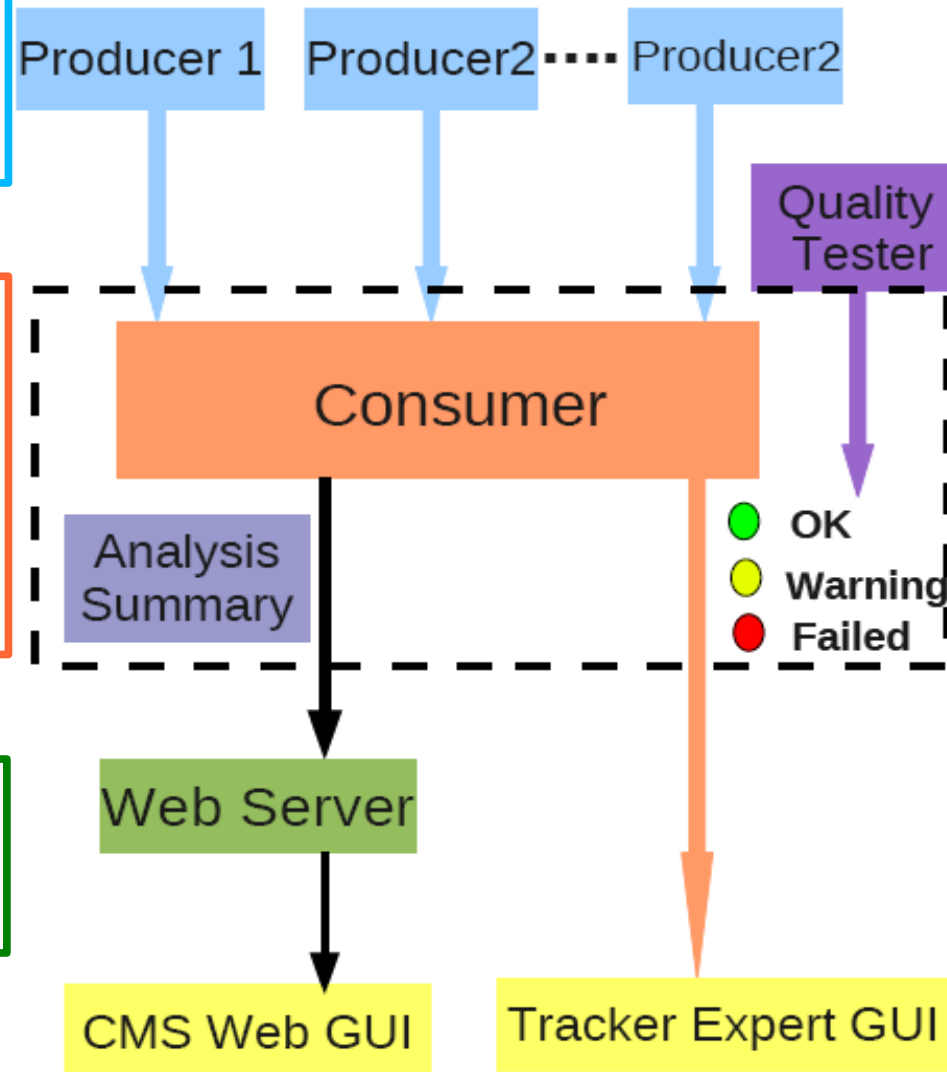 Producer 1
Producer2
....
Producer2
Quality
Tester
Consumer
Analysis
Summary
OK
Warning
Failed
Web Server
CMS Web GUI
Tracker Expert GUI